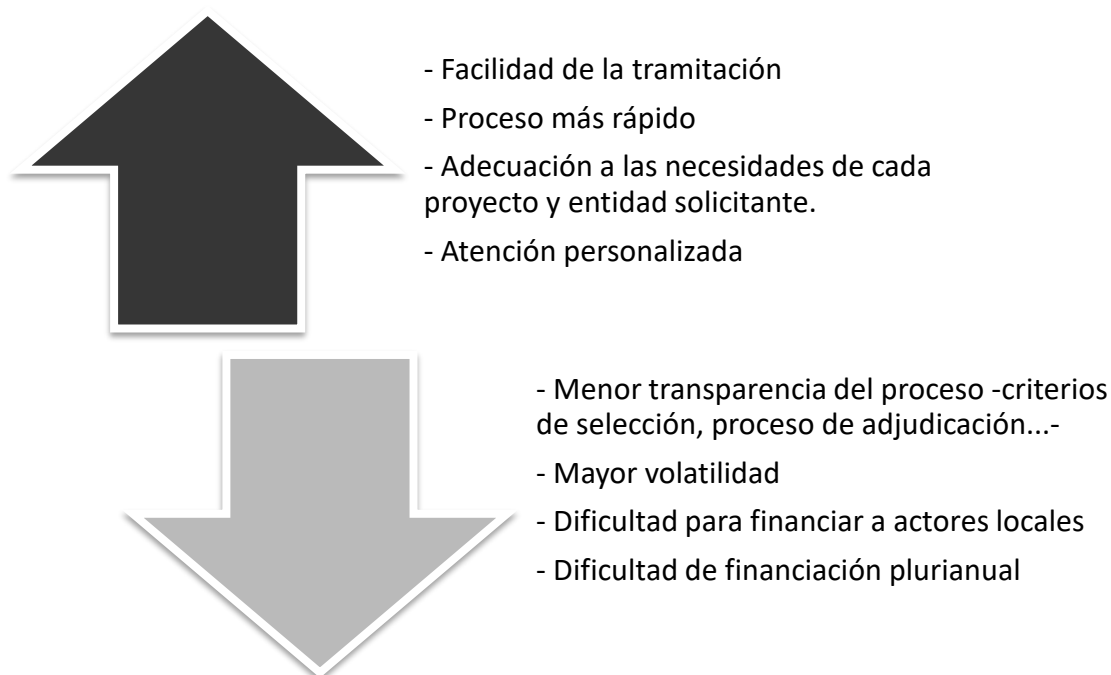 - Facilidad de la tramitación
- Proceso más rápido
- Adecuación a las necesidades de cada
proyecto y entidad solicitante.
- Atención personalizada
- Menor transparencia del proceso -criterios
de selección, proceso de adjudicación...-
- Mayor volatilidad
- Dificultad para financiar a actores locales
- Dificultad de financiación plurianual